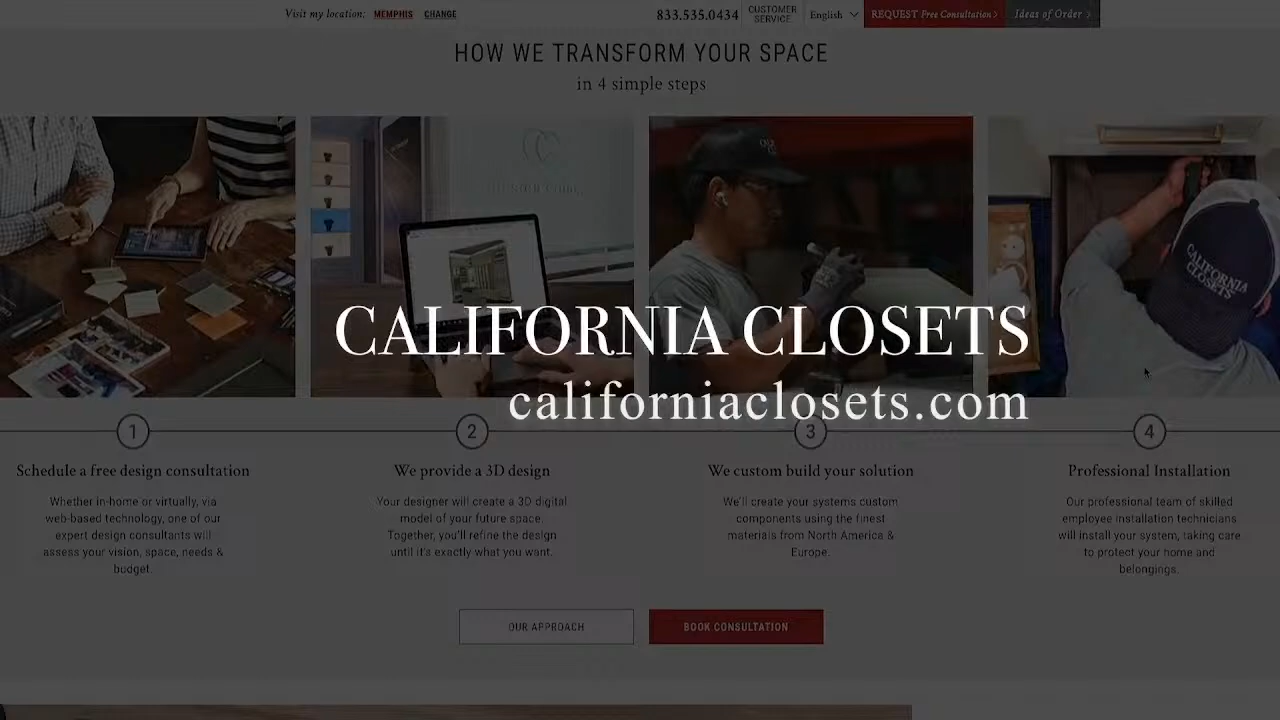 Visit my location: MEMPHIS CHANGE
833.535.0434
CUSTOMER
SERVICE
English
REQUEST Free Consultation >
Ideas of Order >
HOW WE TRANSFORM YOUR SPACE
in 4 simple steps
CALIFORNIA
CLOSETS
CALIFORNIA CLOSETS
californiaclosets.com
1
2
3
4
Schedule a free design consultation
Whether in-home or virtually, via
web-based technology, one of our
expert design consultants will
assess your vision, space, needs &
budget.
We provide a 3D design
Your designer will create a 3D digital
model of your future space.
Together, you'll refine the design
until it's exactly what you want.
We custom build your solution
We'll create your systems custom
components using the finest
materials from North America &
Europe.
Professional Installation
Our professional team of skilled
employee installation technicians
will install your system, taking care
to protect your home and
belongings.
OUR APPROACH
BOOK CONSULTATION